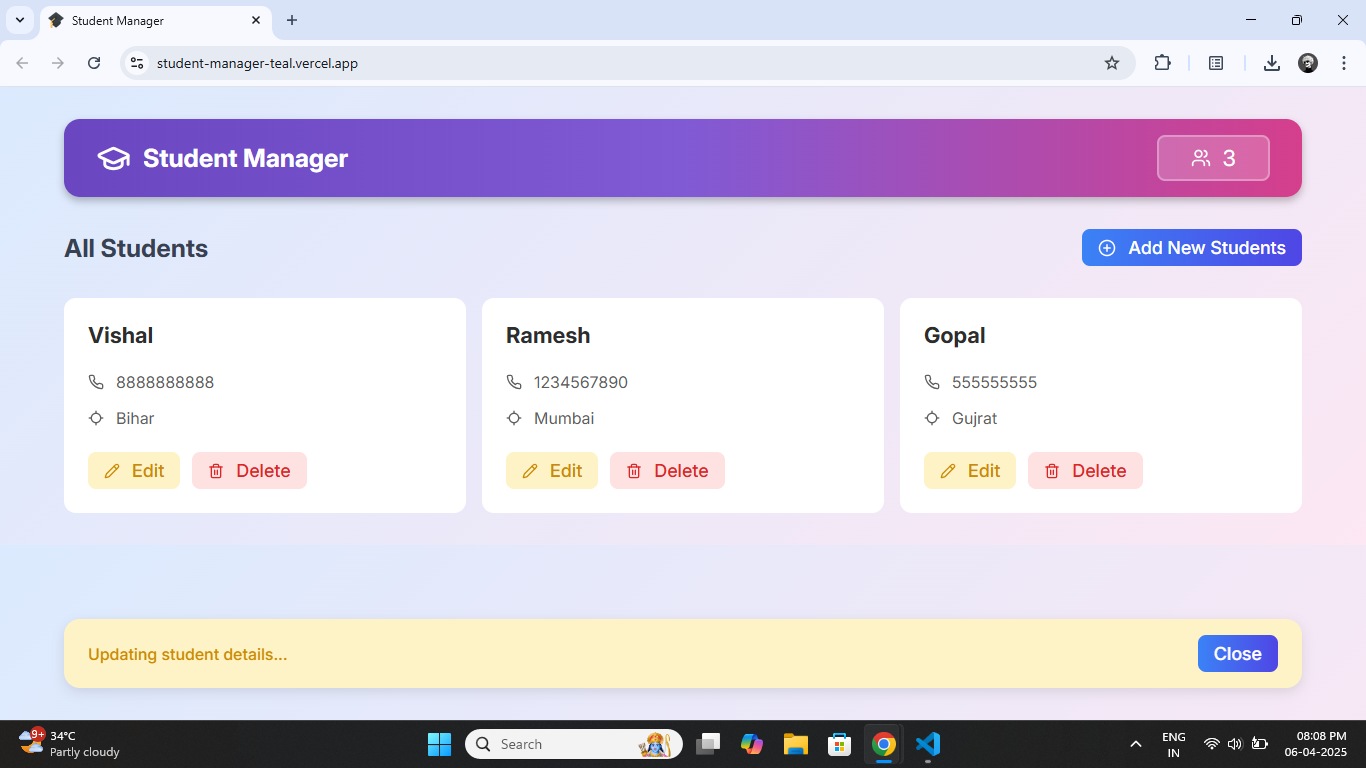 Student Manager
student-manager-teal.vercel.app
Student Manager
3
All Students
Add New Students
Vishal
8888888888
Bihar
Edit
Delete
Ramesh
1234567890
Mumbai
Edit
Delete
Gopal
555555555
Gujrat
Edit
Delete
Updating student details...
Close
9+
34°C
Partly cloudy
Search
ENG
IN
08:08 PM
06-04-2025